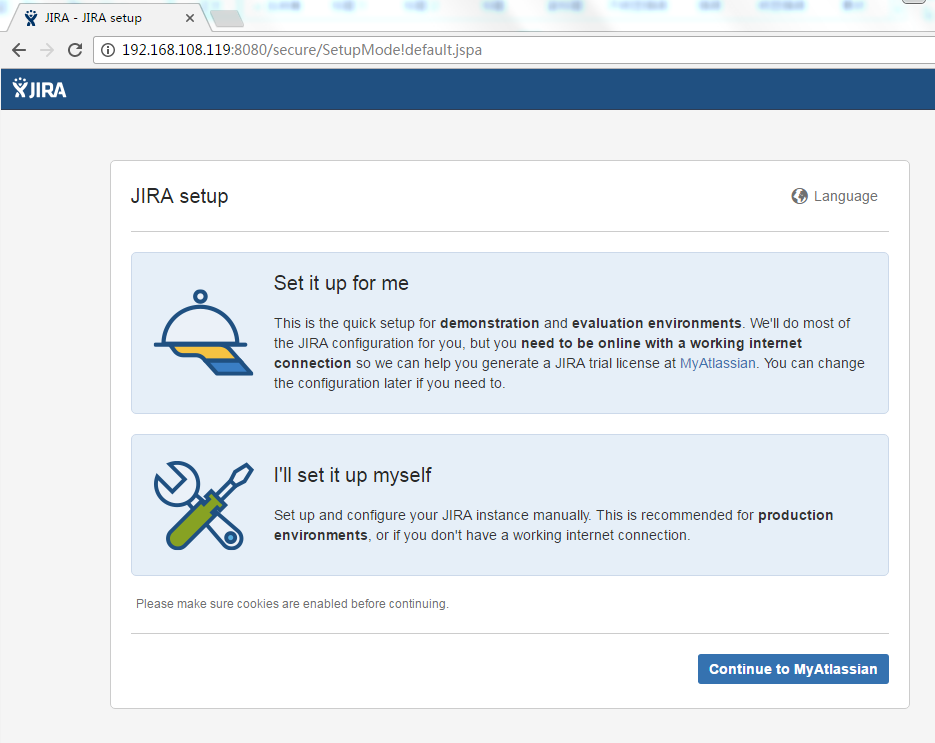 JIRA - JIRA setup
192.168.108.119:8080/secure/SetupMode!default.jspa
JIRA
JIRA setup
Language
Set it up for me
This is the quick setup for demonstration and evaluation environments. We'll do most of
the JIRA configuration for you, but you need to be online with a working internet
connection so we can help you generate a JIRA trial license at MyAtlassian. You can change
the configuration later if you need to.
I'll set it up myself
Set up and configure your JIRA instance manually. This is recommended for production
environments, or if you don't have a working internet connection.
Please make sure cookies are enabled before continuing.
Continue to MyAtlassian